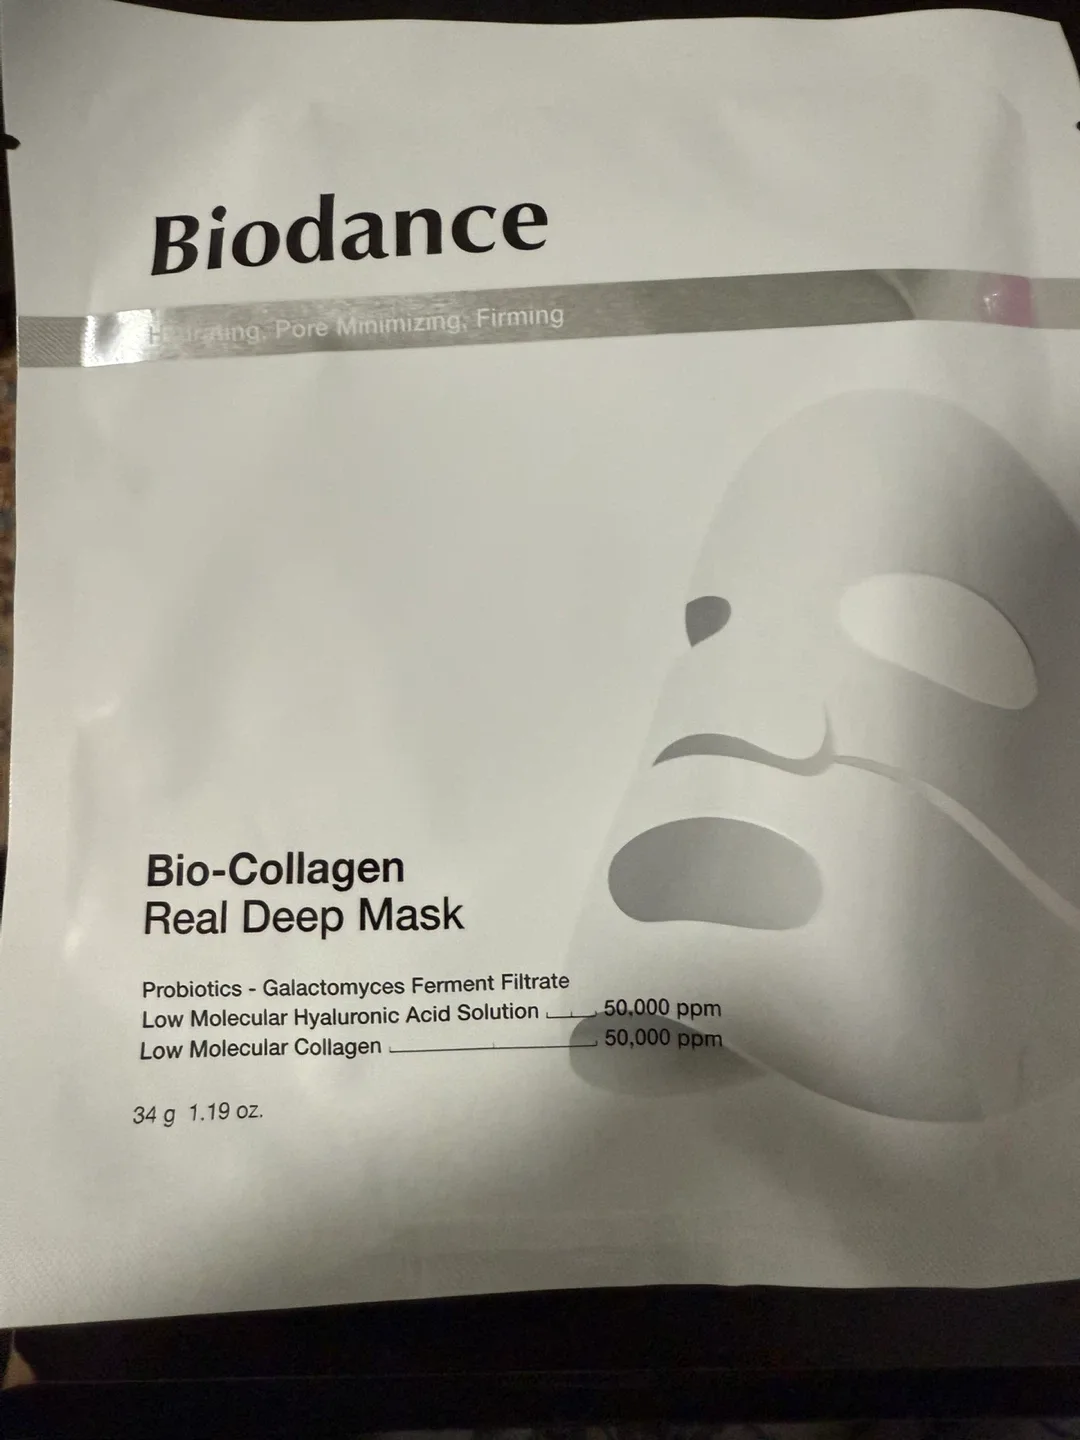 Biodance
Hydrating, Pore Minimizing, Firming
Bio-Collagen
Real Deep Mask
Probiotics - Galactomyces Ferment Filtrate
Low Molecular Hyaluronic Acid Solution 50,000 ppm
Low Molecular Collagen 50,000 ppm
34 g 1.19 oz.